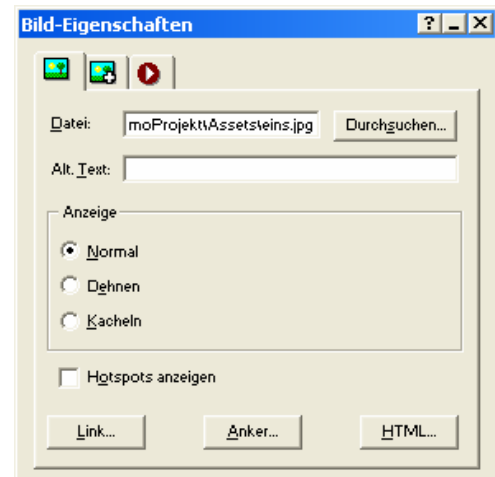 Bild-Eigenschaften
Datei: moProjekt\Assets\eins.jpg Durchsuchen...
Alt. Text:
Anzeige
Normal
Dehnen
Kacheln
Hotspots anzeigen
Link... Anker... HTML...